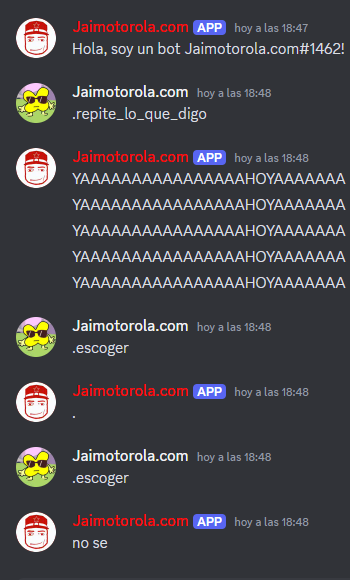 Jaimotorola.com APP hoy a las 18:47
Hola, soy un bot Jaimotorola.com#1462!
Jaimotorola.com hoy a las 18:48
.repite_lo_que_digo
Jaimotorola.com APP hoy a las 18:48
YAAAAAAAAAAAAAAAAHOYAAAAAAA
YAAAAAAAAAAAAAAAAHOYAAAAAAA
YAAAAAAAAAAAAAAAAHOYAAAAAAA
YAAAAAAAAAAAAAAAAHOYAAAAAAA
YAAAAAAAAAAAAAAAAHOYAAAAAAA
Jaimotorola.com hoy a las 18:48
.escoger
Jaimotorola.com APP hoy a las 18:48
.
Jaimotorola.com hoy a las 18:48
.escoger
Jaimotorola.com APP hoy a las 18:48
no se